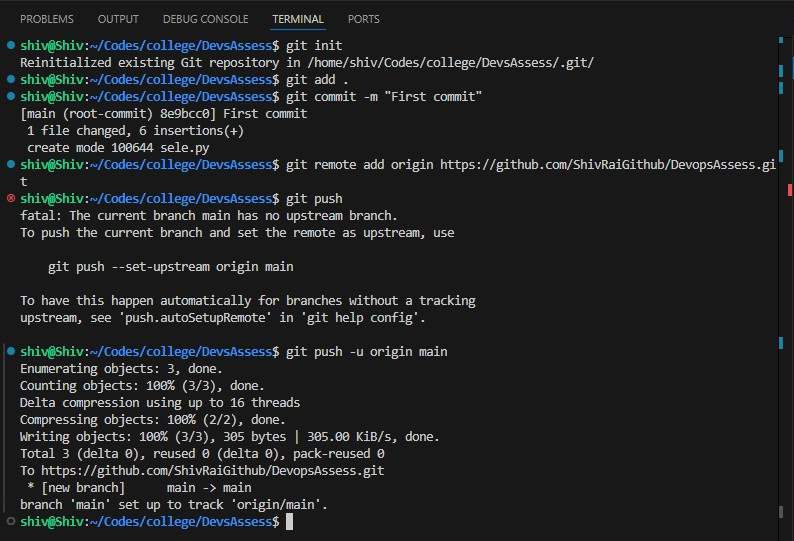 PROBLEMS OUTPUT DEBUG CONSOLE TERMINAL PORTS
shiv@Shiv:~/Codes/college/DevsAssess$ git init
Reinitialized existing Git repository in /home/shiv/Codes/college/DevsAssess/.git/
shiv@Shiv:~/Codes/college/DevsAssess$ git add .
shiv@Shiv:~/Codes/college/DevsAssess$ git commit -m "First commit"
[main (root-commit) 8e9bcc0] First commit
 1 file changed, 6 insertions(+)
 create mode 100644 sele.py
shiv@Shiv:~/Codes/college/DevsAssess$ git remote add origin https://github.com/ShivRaiGithub/DevopsAssess.gi
t
shiv@Shiv:~/Codes/college/DevsAssess$ git push
fatal: The current branch main has no upstream branch.
To push the current branch and set the remote as upstream, use
    git push --set-upstream origin main
To have this happen automatically for branches without a tracking
upstream, see 'push.autoSetupRemote' in 'git help config'.
shiv@Shiv:~/Codes/college/DevsAssess$ git push -u origin main
Enumerating objects: 3, done.
Counting objects: 100% (3/3), done.
Delta compression using up to 16 threads
Compressing objects: 100% (2/2), done.
Writing objects: 100% (3/3), 305 bytes | 305.00 KiB/s, done.
Total 3 (delta 0), reused 0 (delta 0), pack-reused 0
To https://github.com/ShivRaiGithub/DevopsAssess.git
 * [new branch]      main -> main
branch 'main' set up to track 'origin/main'.
shiv@Shiv:~/Codes/college/DevsAssess$